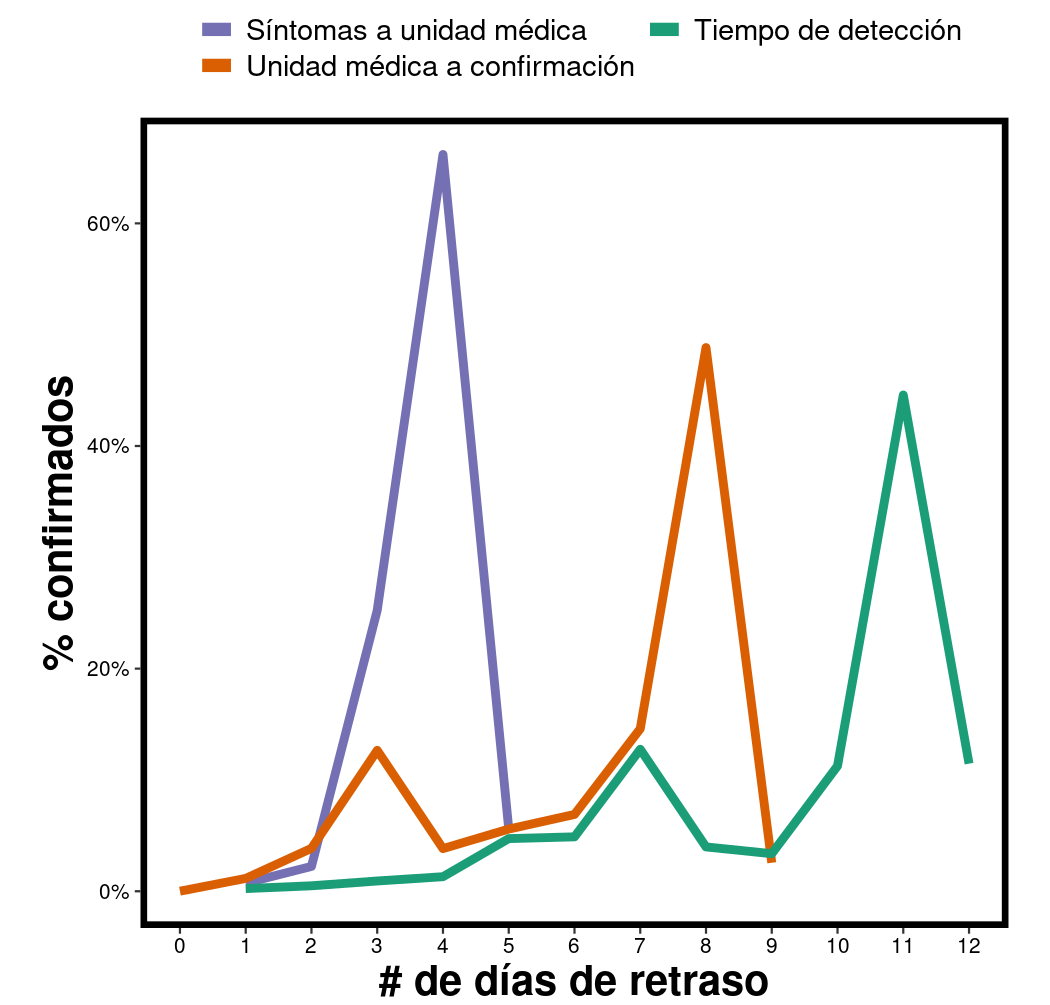 Síntomas a unidad médica
Tiempo de detección
Unidad médica a confirmación
60%
40%
20%
0%
% confirmados
0 1 2 3 4 5 6 7 8 9 10 11 12
# de días de retraso